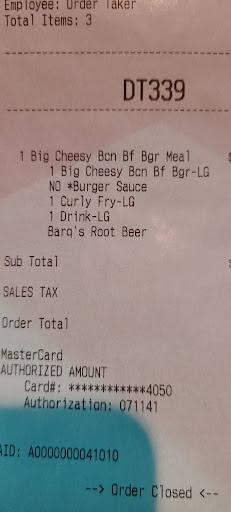 Employee: Order Taker
Total Items: 3
DT339
1 Big Cheesy Bcn Bf Bgr Meal
1 Big Cheesy Bcn Bf Bgr-LG
NO *Burger Sauce
1 Curly Fry-LG
1 Drink-LG
Barq's Root Beer
Sub Total
SALES TAX
Order Total
MasterCard
AUTHORIZED AMOUNT
Card#: ************4050
Authorization: 071141
AID: A0000000041010
--> Order Closed <--